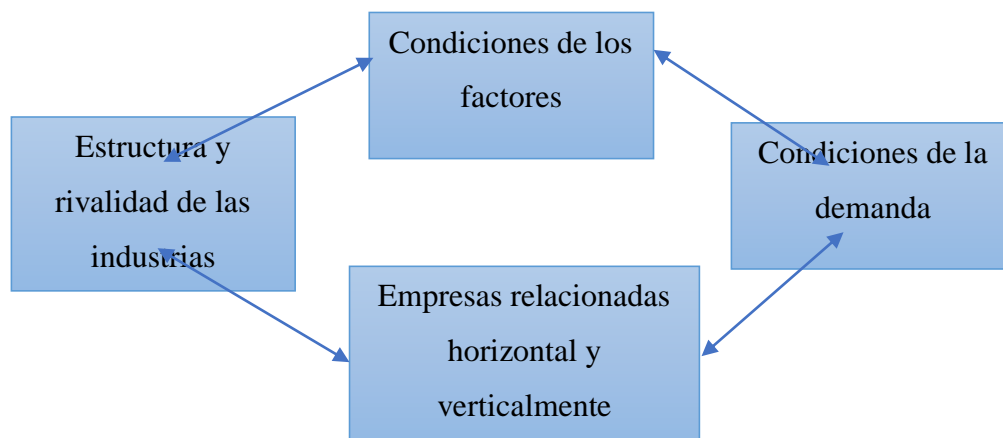 Condiciones de los
factores
Estructura y
rivalidad de las
industrias
Condiciones de la
demanda
Empresas relacionadas
horizontal y
verticalmente